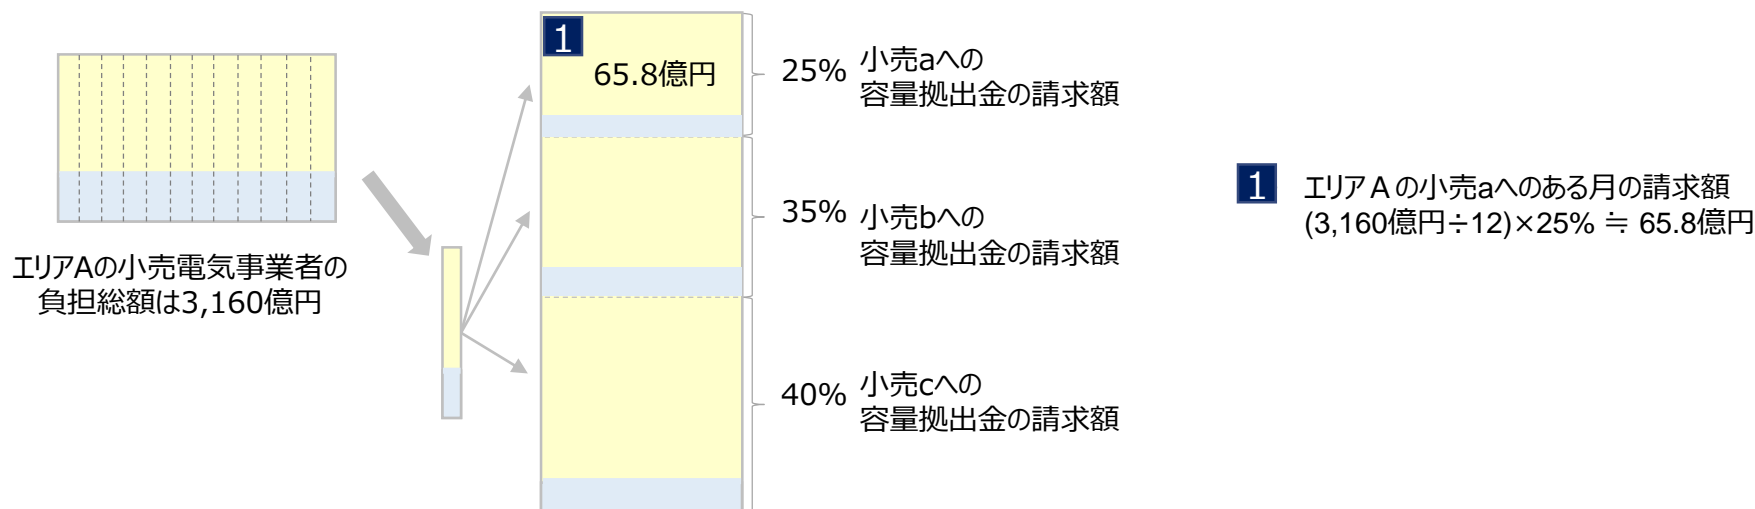 エリアAの小売電気事業者の
負担総額は3,160億円
1
65.8億円
25%
小売aへの
容量拠出金の請求額
35%
小売bへの
容量拠出金の請求額
40%
小売cへの
容量拠出金の請求額
1
エリアAの小売aへのある月の請求額
(3,160億円÷12)×25% ≒ 65.8億円